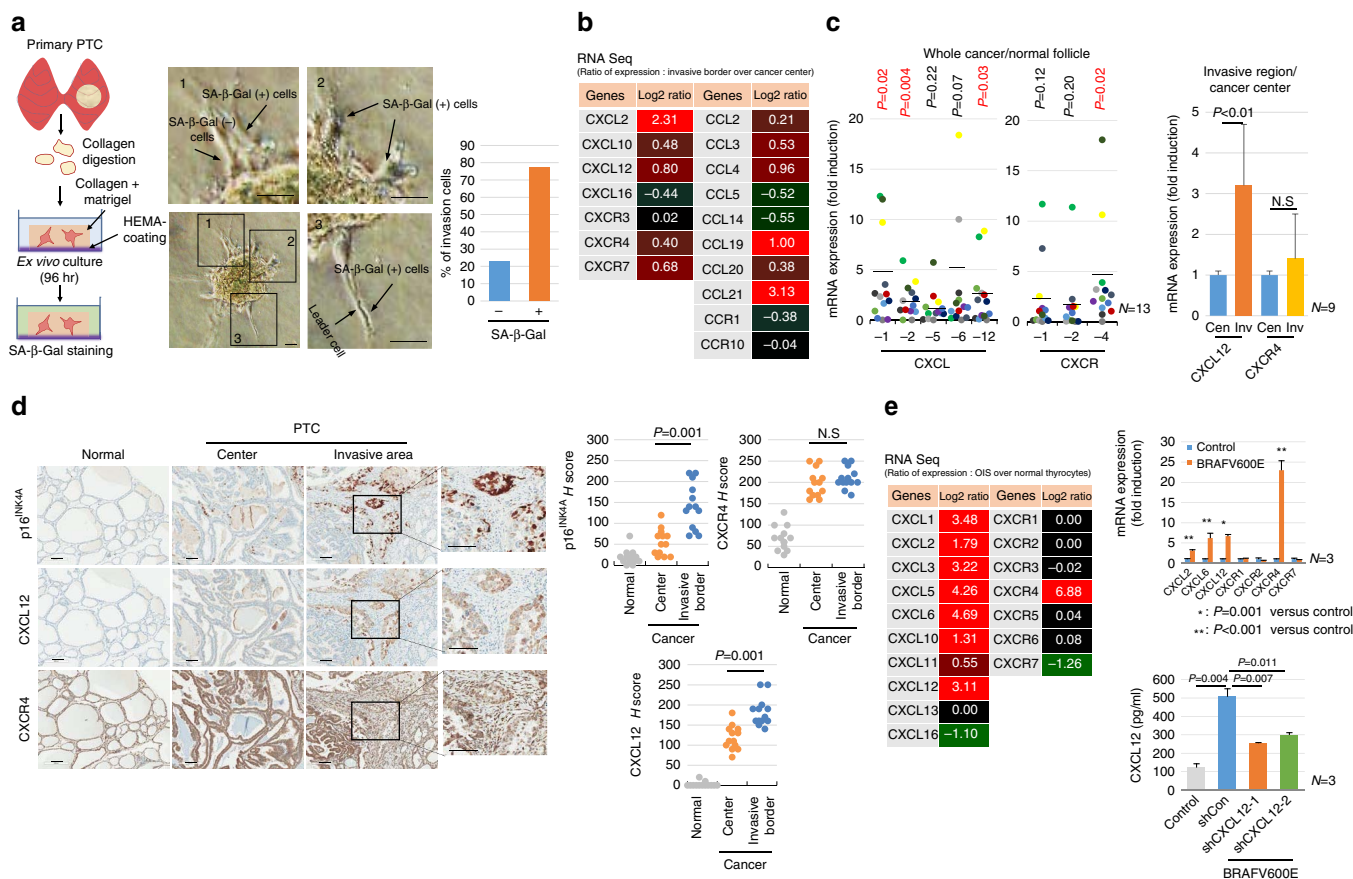 a
Primary PTC
Collagen
digestion
Collagen +
matrigel
HEMA-
coating
Ex vivo culture
(96 hr)
SA-β-Gal staining
1
SA-β-Gal (+) cells
SA-β-Gal (−)
cells
2
SA-β-Gal (+) cells
1
2
3
3
SA-β-Gal (+) cells
Leader cell
% of invasion cells
90
80
70
60
50
40
30
20
10
0
− +
SA-β-Gal
b
RNA Seq
(Ratio of expression : invasive border over cancer center)
Genes Log2 ratio Genes Log2 ratio
CXCL2 2.31 CCL2 0.21
CXCL10 0.48 CCL3 0.53
CXCL12 0.80 CCL4 0.96
CXCL16 −0.44 CCL5 −0.52
CXCR3 0.02 CCL14 −0.55
CXCR4 0.40 CCL19 1.00
CXCR7 0.68 CCL20 0.38
CCL21 3.13
CCR1 −0.38
CCR10 −0.04
c
Whole cancer/normal follicle
P=0.02 P=0.004 P=0.22 P=0.07 P=0.03
mRNA expression (fold induction)
20
15
10
5
0
−1 −2 −5 −6 −12
CXCL
P=0.12 P=0.20 P=0.02
20
15
10
5
0
−1 −2 −4
CXCR
N=13
Invasive region/
cancer center
mRNA expression (fold induction)
P<0.01
N.S
5
4
3
2
1
0
Cen Inv Cen Inv
CXCL12 CXCR4
N=9
d
PTC
Normal Center Invasive area
p16INK4A
CXCL12
CXCR4
p16INK4A H score
P=0.001
300
250
200
150
100
50
0
Normal Center Invasive border
Cancer
CXCR4 H score
N.S
300
250
200
150
100
50
0
Normal Center Invasive border
Cancer
CXCL12 H score
P=0.001
300
250
200
150
100
50
0
Normal Center Invasive border
Cancer
e
RNA Seq
(Ratio of expression : OIS over normal thyrocytes)
Genes Log2 ratio Genes Log2 ratio
CXCL1 3.48 CXCR1 0.00
CXCL2 1.79 CXCR2 0.00
CXCL3 3.22 CXCR3 −0.02
CXCL5 4.26 CXCR4 6.88
CXCL6 4.69 CXCR5 0.04
CXCL10 1.31 CXCR6 0.08
CXCL11 0.55 CXCR7 −1.26
CXCL12 3.11
CXCL13 0.00
CXCL16 −1.10
mRNA expression
(fold induction)
Control
BRAFV600E
30
25
20
15
10
5
0
** ** * **
CXCL2 CXCL6 CXCL12 CXCR1 CXCR2 CXCR4 CXCR7
N=3
* : P=0.001 versus control
** : P<0.001 versus control
CXCL12 (pg/ml)
P=0.011
P=0.004 P=0.007
600
500
400
300
200
100
0
Control shCon shCXCL12-1 shCXCL12-2
BRAFV600E
N=3